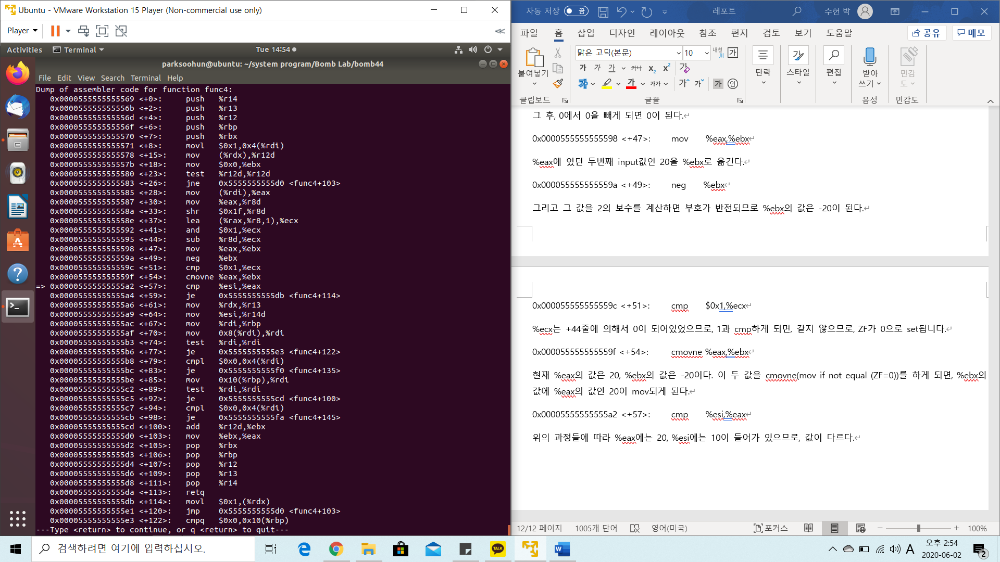 Ubuntu - VMware Workstation 15 Player (Non-commercial use only)
Player
Activities
Terminal
Tue 14:54
parksoohun@ubuntu: ~/system program/Bomb Lab/bomb44
File Edit View Search Terminal Help
Dump of assembler code for function func4:
0x0000555555555569 <+0>: push %r14
0x000055555555556b <+2>: push %r13
0x000055555555556d <+4>: push %r12
0x000055555555556f <+6>: push %rbp
0x0000555555555570 <+7>: push %rbx
0x0000555555555571 <+8>: movl $0x1,0x4(%rdi)
0x0000555555555578 <+15>: mov (%rdx),%r12d
0x000055555555557b <+18>: mov $0x0,%ebx
0x0000555555555580 <+23>: test %r12d,%r12d
0x0000555555555583 <+26>: jne 0x5555555555d0 <func4+103>
0x0000555555555585 <+28>: mov (%rdi),%eax
0x0000555555555587 <+30>: mov %eax,%r8d
0x000055555555558a <+33>: shr $0x1f,%r8d
0x000055555555558e <+37>: lea (%rax,%r8,1),%ecx
0x0000555555555592 <+41>: and $0x1,%ecx
0x0000555555555595 <+44>: sub %r8d,%ecx
0x0000555555555598 <+47>: mov %eax,%ebx
0x000055555555559a <+49>: neg %ebx
0x000055555555559c <+51>: cmp $0x1,%ecx
0x000055555555559f <+54>: cmovne %eax,%ebx
=> 0x00005555555555a2 <+57>: cmp %esi,%eax
0x00005555555555a4 <+59>: je 0x5555555555db <func4+114>
0x00005555555555a6 <+61>: mov %rdx,%r13
0x00005555555555a9 <+64>: mov %esi,%r14d
0x00005555555555ac <+67>: mov %rdi,%rbp
0x00005555555555af <+70>: mov 0x8(%rdi),%rdi
0x00005555555555b3 <+74>: test %rdi,%rdi
0x00005555555555b6 <+77>: je 0x5555555555e3 <func4+122>
0x00005555555555b8 <+79>: cmpl $0x0,0x4(%rdi)
0x00005555555555bc <+83>: je 0x5555555555f0 <func4+135>
0x00005555555555be <+85>: mov 0x10(%rbp),%rdi
0x00005555555555c2 <+89>: test %rdi,%rdi
0x00005555555555c5 <+92>: je 0x5555555555cd <func4+100>
0x00005555555555c7 <+94>: cmpl $0x0,0x4(%rdi)
0x00005555555555cb <+98>: je 0x5555555555fa <func4+145>
0x00005555555555cd <+100>: add %r12d,%ebx
0x00005555555555d0 <+103>: mov %ebx,%eax
0x00005555555555d2 <+105>: pop %rbx
0x00005555555555d3 <+106>: pop %rbp
0x00005555555555d4 <+107>: pop %r12
0x00005555555555d6 <+109>: pop %r13
0x00005555555555d8 <+111>: pop %r14
0x00005555555555da <+113>: retq
0x00005555555555db <+114>: movl $0x1,(%rdx)
0x00005555555555e1 <+120>: jmp 0x5555555555d0 <func4+103>
0x00005555555555e3 <+122>: cmpq $0x0,0x10(%rbp)
---Type <return> to continue, or q <return> to quit---
자동 저장 끔
레포트
수헌 박
파일 홈 삽입 디자인 레이아웃 참조 편지 검토 보기 도움말
공유
메모
붙여넣기
클립보드
맑은 고딕(본문)
10
글꼴
단락
스타일
편집
받아
쓰기
음성
민감
도
민감도
그 후, 0에서 0을 빼게 되면 0이 된다.
0x0000555555555598 <+47>: mov %eax,%ebx
%eax에 있던 두번째 input값인 20을 %ebx로 옮긴다.
0x000055555555559a <+49>: neg %ebx
그리고 그 값을 2의 보수를 계산하면 부호가 반전되므로 %ebx의 값은 -20이 된다.
0x000055555555559c <+51>: cmp $0x1,%ecx
%ecx는 +44줄에 의해서 0이 되어있었으므로, 1과 cmp하게 되면, 같지 않으므로, ZF가 0으로 set됩니다.
0x000055555555559f <+54>: cmovne %eax,%ebx
현재 %eax의 값은 20, %ebx의 값은 -20이다. 이 두 값을 cmovne(mov if not equal (ZF=0))를 하게 되면, %ebx의
값에 %eax의 값인 20이 mov되게 된다.
0x00005555555555a2 <+57>: cmp %esi,%eax
위의 과정들에 따라 %eax에는 20, %esi에는 10이 들어가 있으므로, 값이 다르다.
12/12 페이지
1005개 단어
영어(미국)
포커스
100%
검색하려면 여기에 입력하십시오.
TALK
A
오후 2:54
2020-06-02
2